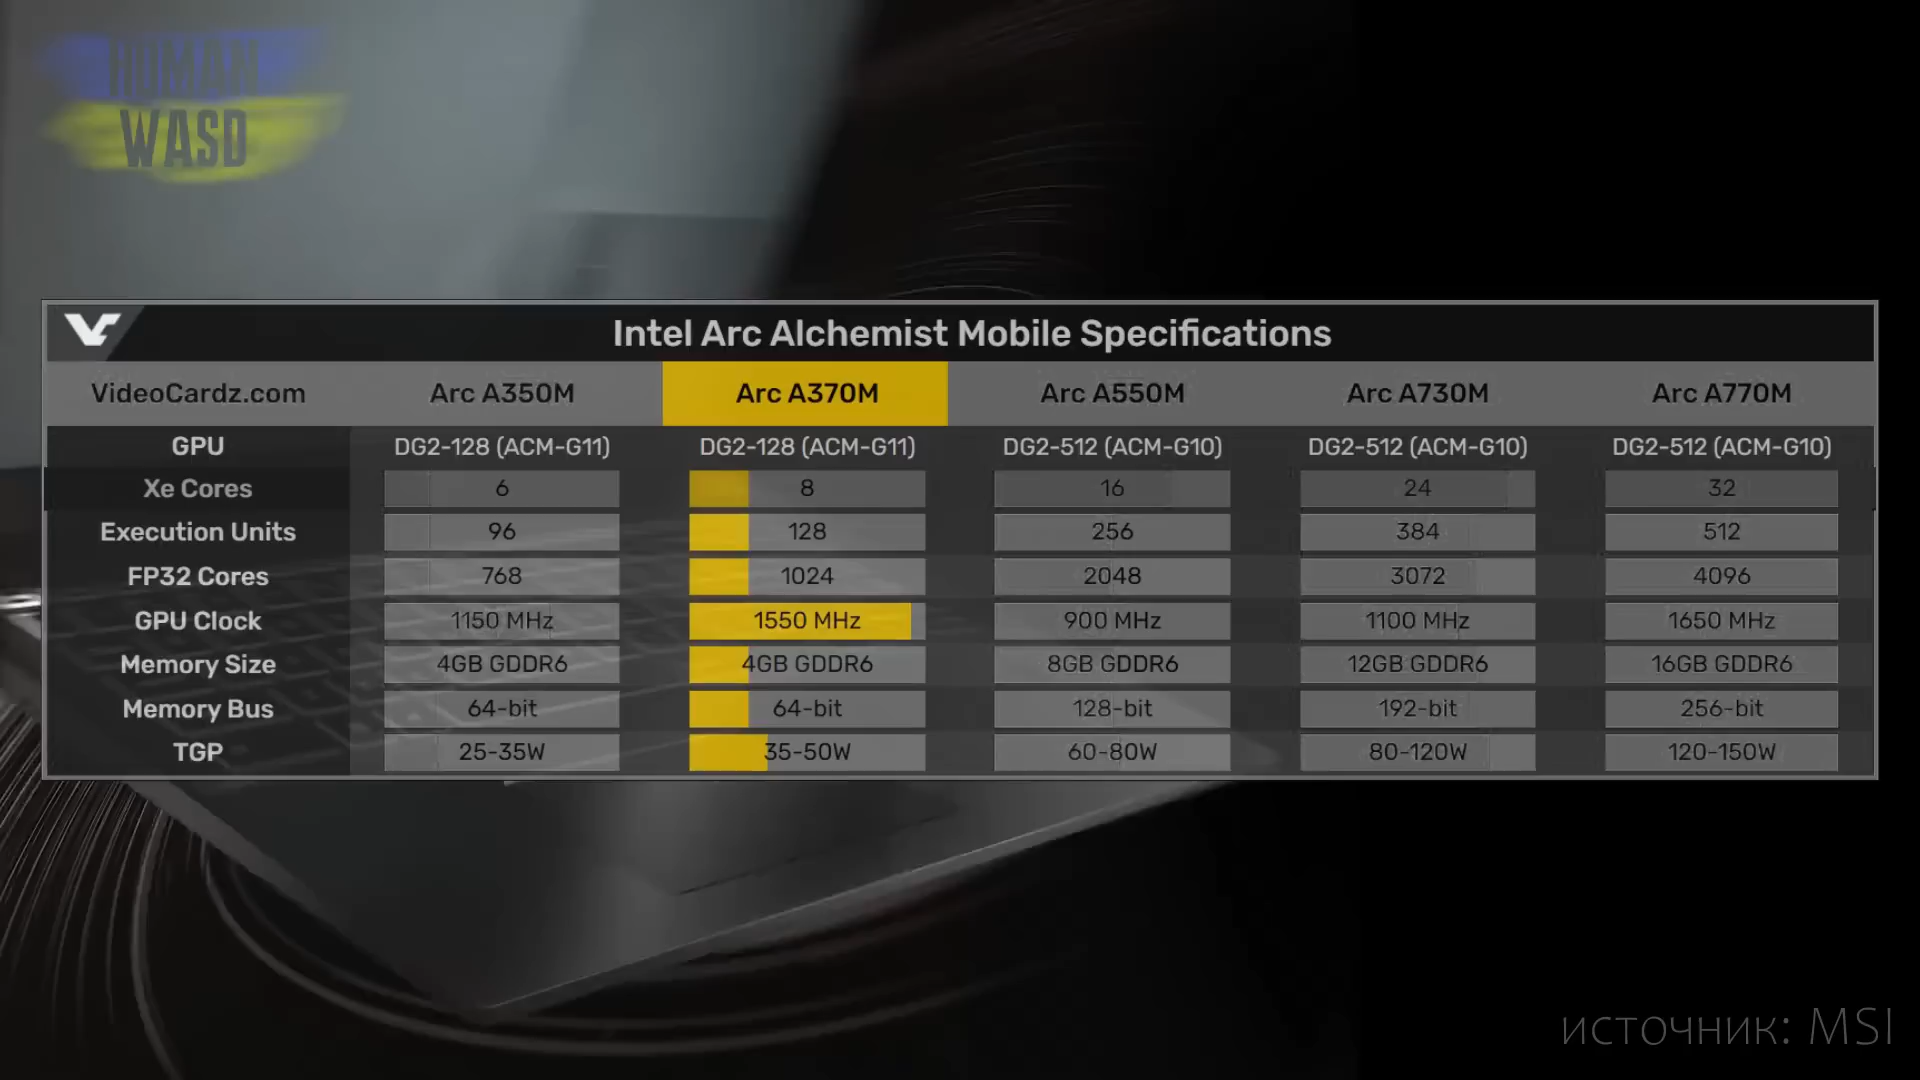 HUMAN
WASD
Intel Arc Alchemist Mobile Specifications
VideoCardz.com Arc A350M Arc A370M Arc A550M Arc A730M Arc A770M
GPU DG2-128 (ACM-G11) DG2-128 (ACM-G11) DG2-512 (ACM-G10) DG2-512 (ACM-G10) DG2-512 (ACM-G10)
Xe Cores 6 8 16 24 32
Execution Units 96 128 256 384 512
FP32 Cores 768 1024 2048 3072 4096
GPU Clock 1150 MHz 1550 MHz 900 MHz 1100 MHz 1650 MHz
Memory Size 4GB GDDR6 4GB GDDR6 8GB GDDR6 12GB GDDR6 16GB GDDR6
Memory Bus 64-bit 64-bit 128-bit 192-bit 256-bit
TGP 25-35W 35-50W 60-80W 80-120W 120-150W
источник: MSI